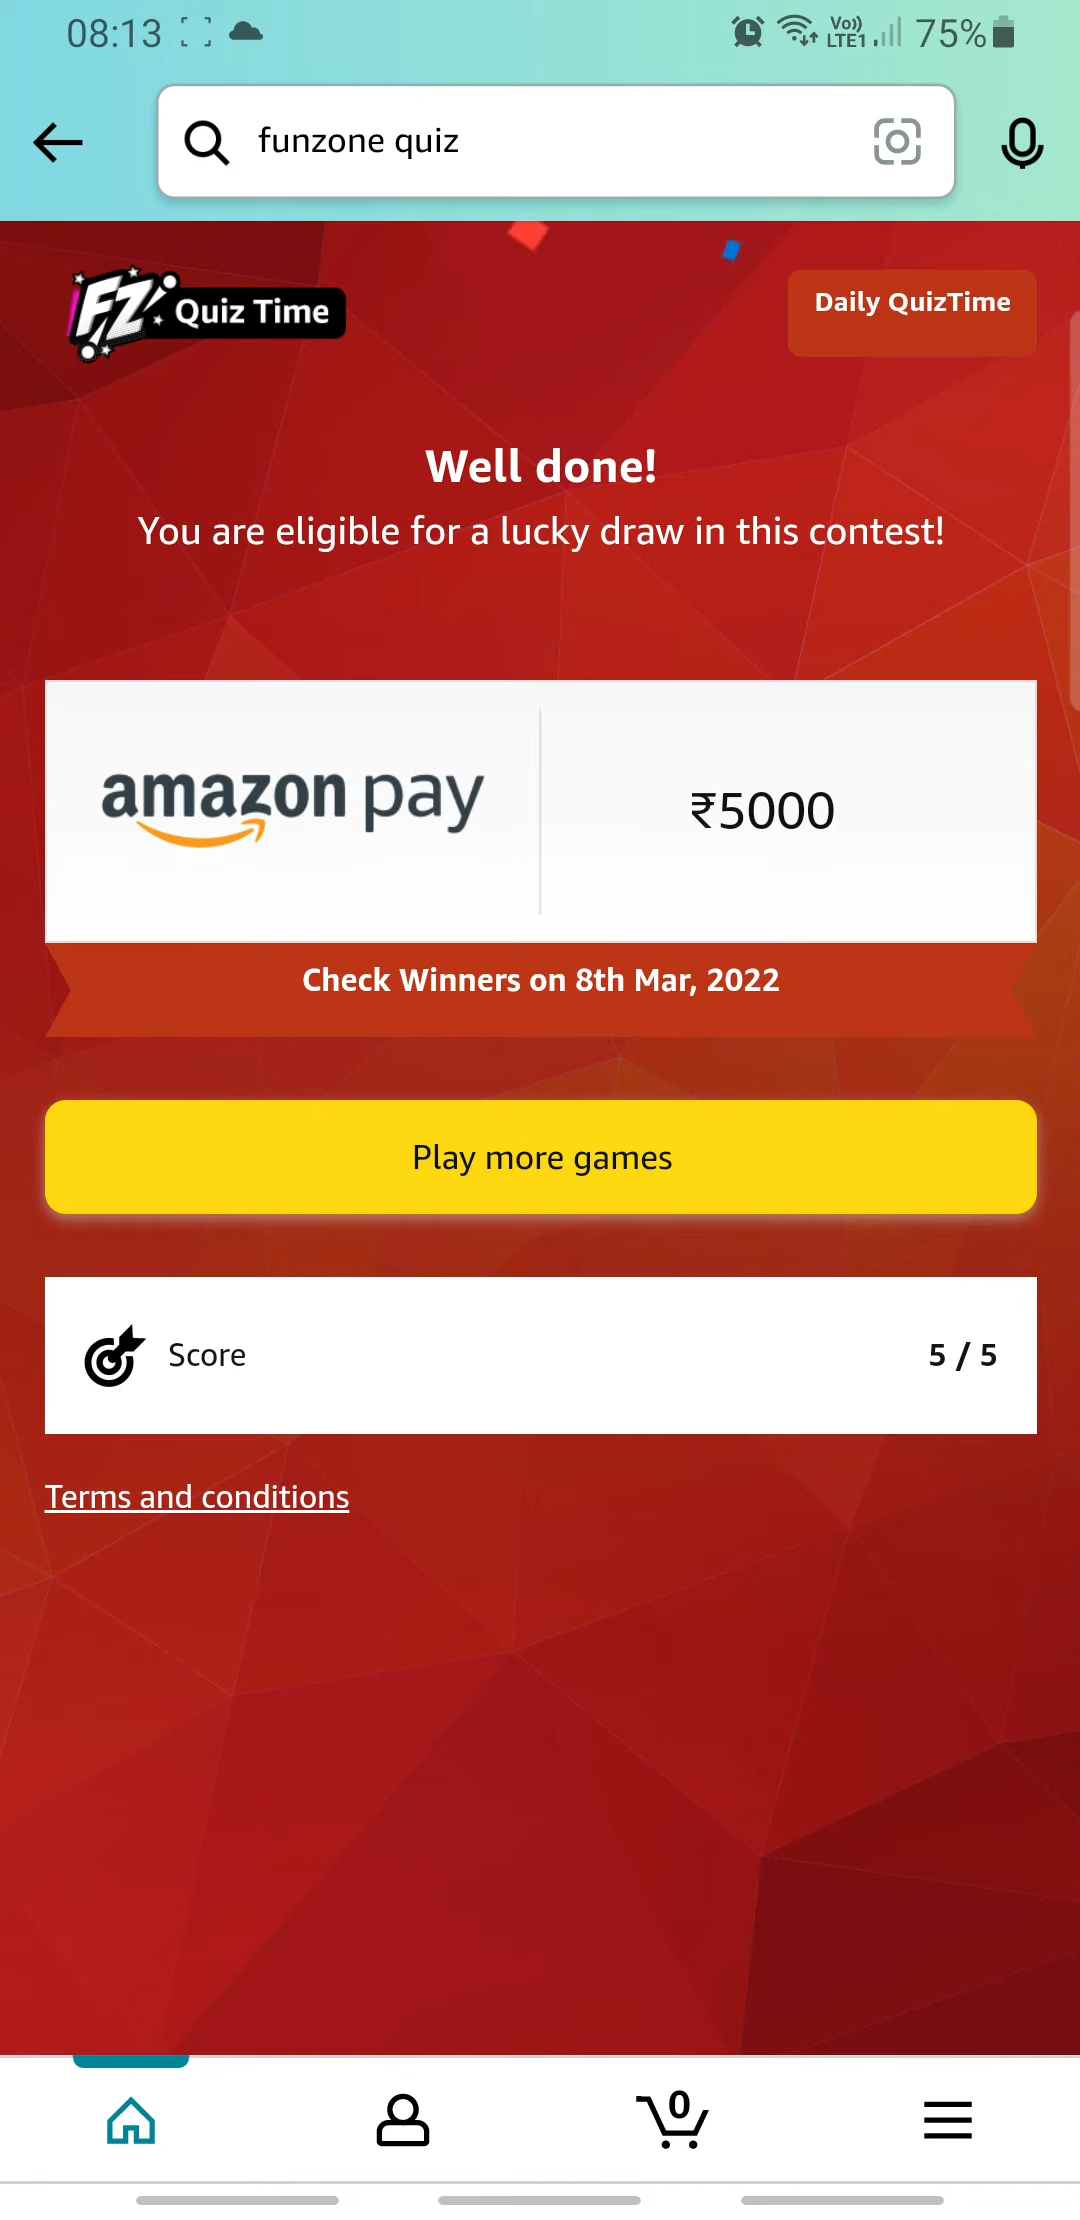 08:13
Vo))
LTE1
75%
funzone quiz
FZ Quiz Time
Daily QuizTime
Well done!
You are eligible for a lucky draw in this contest!
amazon pay
₹5000
Check Winners on 8th Mar, 2022
Play more games
Score
5 / 5
Terms and conditions
0